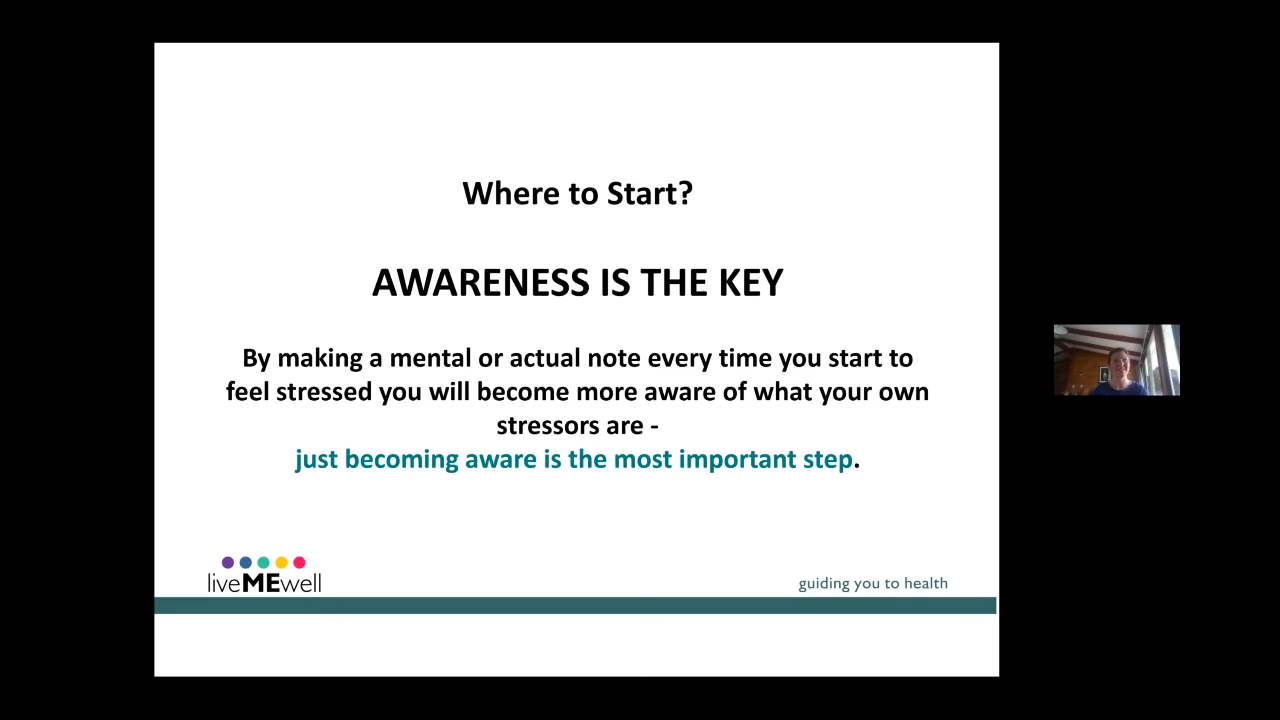 Where to Start?
AWARENESS IS THE KEY
By making a mental or actual note every time you start to
feel stressed you will become more aware of what your own
stressors are -
just becoming aware is the most important step.
liveMEwell
guiding you to health